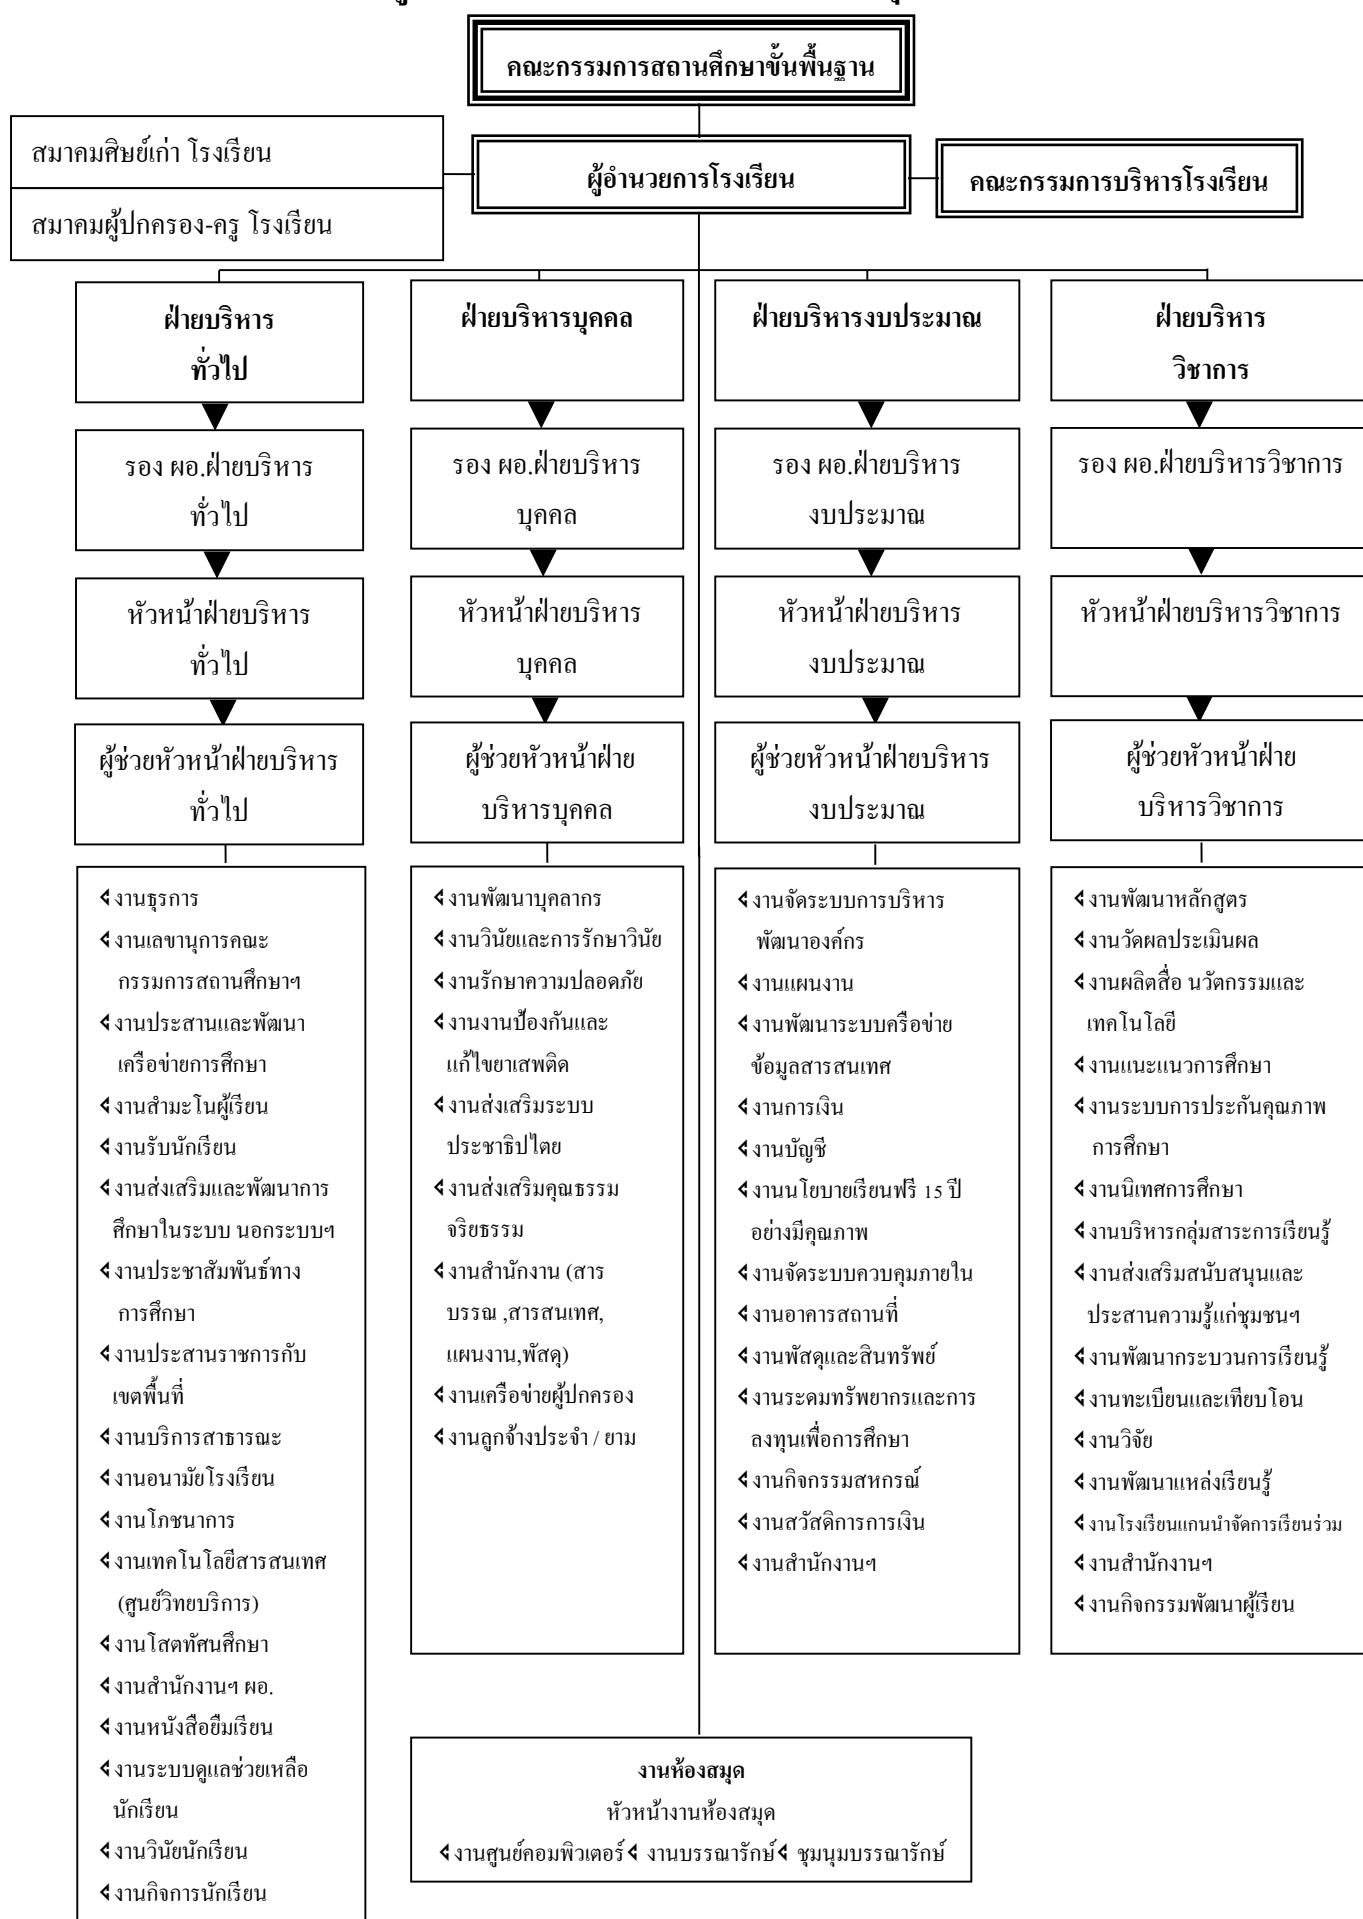 คณะกรรมการสถานศึกษาขั้นพื้นฐาน
สมาคมศิษย์เก่า โรงเรียน
สมาคมผู้ปกครอง-ครู โรงเรียน
ผู้อำนวยการโรงเรียน
คณะกรรมการบริหารโรงเรียน
ฝ่ายบริหาร
ทั่วไป
รอง ผอ.ฝ่ายบริหาร
ทั่วไป
หัวหน้าฝ่ายบริหาร
ทั่วไป
ผู้ช่วยหัวหน้าฝ่ายบริหาร
ทั่วไป
งานธุรการ
งานเลขานุการคณะ
กรรมการสถานศึกษาฯ
งานประสานและพัฒนา
เครือข่ายการศึกษา
งานสำมะโนผู้เรียน
งานรับนักเรียน
งานส่งเสริมและพัฒนาการ
ศึกษาในระบบ นอกระบบฯ
งานประชาสัมพันธ์ทาง
การศึกษา
งานประสานราชการกับ
เขตพื้นที่
งานบริการสาธารณะ
งานอนามัยโรงเรียน
งานโภชนาการ
งานเทคโนโลยีสารสนเทศ
(ศูนย์วิทยบริการ)
งานโสตทัศนศึกษา
งานสำนักงานฯ ผอ.
งานหนังสือยืมเรียน
งานระบบดูแลช่วยเหลือ
นักเรียน
งานวินัยนักเรียน
งานกิจการนักเรียน
ฝ่ายบริหารบุคคล
รอง ผอ.ฝ่ายบริหาร
บุคคล
หัวหน้าฝ่ายบริหาร
บุคคล
ผู้ช่วยหัวหน้าฝ่าย
บริหารบุคคล
งานพัฒนาบุคลากร
งานวินัยและการรักษาวินัย
งานรักษาความปลอดภัย
งานงานป้องกันและ
แก้ไขยาเสพติด
งานส่งเสริมระบบ
ประชาธิปไตย
งานส่งเสริมคุณธรรม
จริยธรรม
งานสำนักงาน (สาร
บรรณ ,สารสนเทศ,
แผนงาน,พัสดุ)
งานเครือข่ายผู้ปกครอง
งานลูกจ้างประจำ / ยาม
ฝ่ายบริหารงบประมาณ
รอง ผอ.ฝ่ายบริหาร
งบประมาณ
หัวหน้าฝ่ายบริหาร
งบประมาณ
ผู้ช่วยหัวหน้าฝ่ายบริหาร
งบประมาณ
งานจัดระบบการบริหาร
พัฒนาองค์กร
งานแผนงาน
งานพัฒนาระบบครือข่าย
ข้อมูลสารสนเทศ
งานการเงิน
งานบัญชี
งานนโยบายเรียนฟรี 15 ปี
อย่างมีคุณภาพ
งานจัดระบบควบคุมภายใน
งานอาคารสถานที่
งานพัสดุและสินทรัพย์
งานระดมทรัพยากรและการ
ลงทุนเพื่อการศึกษา
งานกิจกรรมสหกรณ์
งานสวัสดิการการเงิน
งานสำนักงานฯ
ฝ่ายบริหาร
วิชาการ
รอง ผอ.ฝ่ายบริหารวิชาการ
หัวหน้าฝ่ายบริหารวิชาการ
ผู้ช่วยหัวหน้าฝ่าย
บริหารวิชาการ
งานพัฒนาหลักสูตร
งานวัดผลประเมินผล
งานผลิตสื่อ นวัตกรรมและ
เทคโนโลยี
งานแนะแนวการศึกษา
งานระบบการประกันคุณภาพ
การศึกษา
งานนิเทศการศึกษา
งานบริหารกลุ่มสาระการเรียนรู้
งานส่งเสริมสนับสนุนและ
ประสานความรู้แก่ชุมชนฯ
งานพัฒนากระบวนการเรียนรู้
งานทะเบียนและเทียบโอน
งานวิจัย
งานพัฒนาแหล่งเรียนรู้
งานโรงเรียนแกนนำจัดการเรียนร่วม
งานสำนักงานฯ
งานกิจกรรมพัฒนาผู้เรียน
งานห้องสมุด
หัวหน้างานห้องสมุด
งานศูนย์คอมพิวเตอร์ งานบรรณารักษ์ ชุมนุมบรรณารักษ์